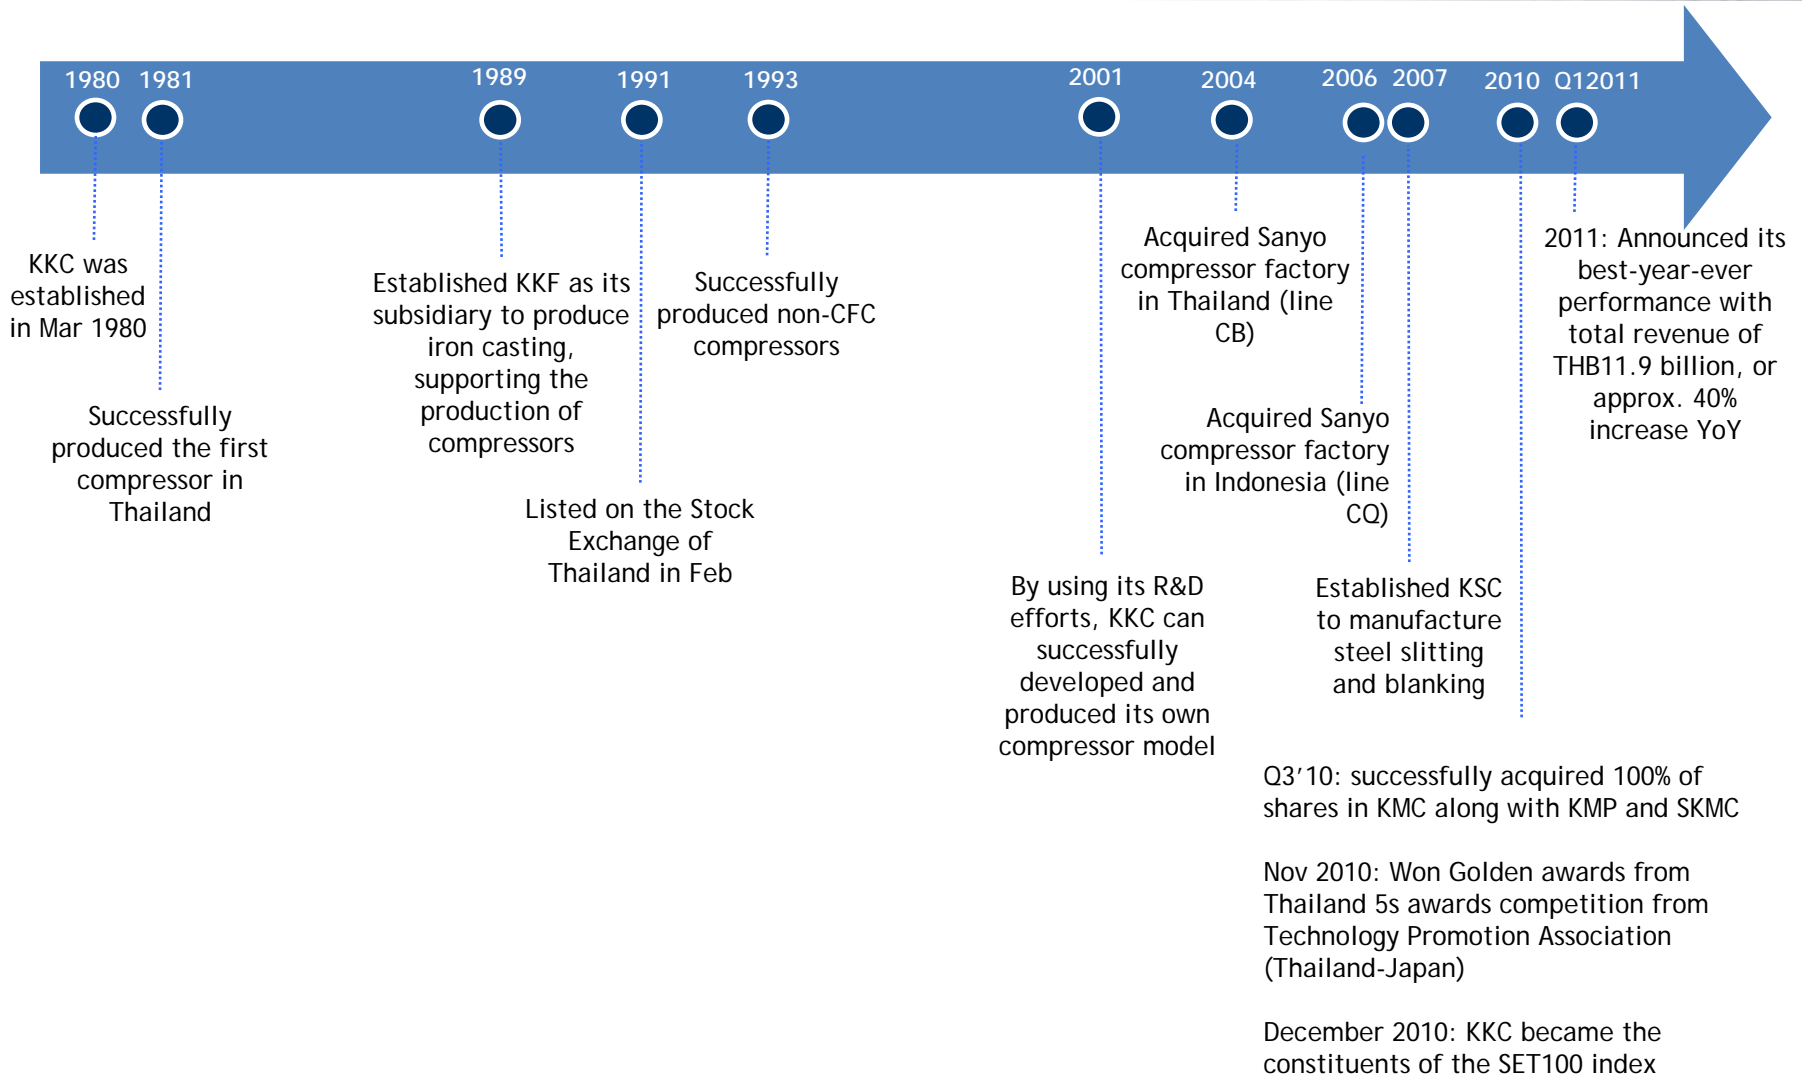 1980
1981
1989
1991
1993
2001
2004
2006
2007
2010
Q12011
KKC was
established
in Mar 1980
Successfully
produced the first
compressor in
Thailand
Established KKF as its
subsidiary to produce
iron casting,
supporting the
production of
compressors
Listed on the Stock
Exchange of
Thailand in Feb
Successfully
produced non-CFC
compressors
By using its R&D
efforts, KKC can
successfully
developed and
produced its own
compressor model
Acquired Sanyo
compressor factory
in Thailand (line
CB)
Acquired Sanyo
compressor factory
in Indonesia (line
CQ)
Established KSC
to manufacture
steel slitting
and blanking
Q3'10: successfully acquired 100% of
shares in KMC along with KMP and SKMC
Nov 2010: Won Golden awards from
Thailand 5s awards competition from
Technology Promotion Association
(Thailand-Japan)
December 2010: KKC became the
constituents of the SET100 index
2011: Announced its
best-year-ever
performance with
total revenue of
THB11.9 billion, or
approx. 40%
increase YoY